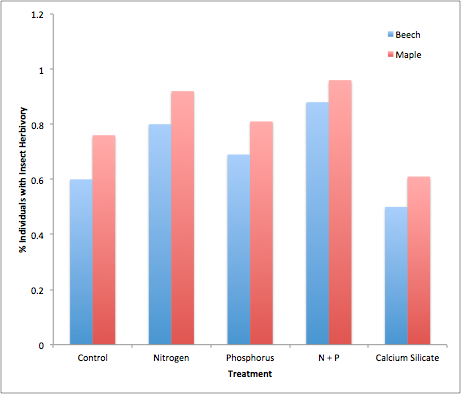 1.2
1
0.8
0.6
0.4
0.2
0
% Individuals with Insect Herbivory
Beech
Maple
Control Nitrogen Phosphorus N + P Calcium Silicate
Treatment